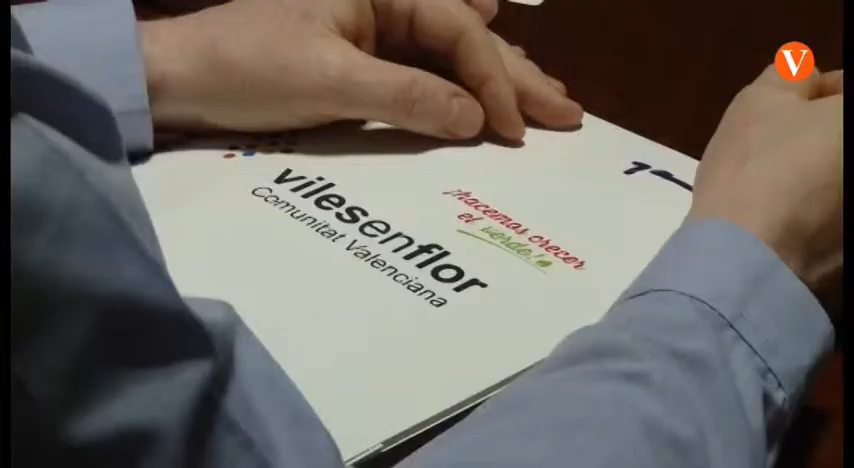 V
vilesenflor
Comunitat Valenciana
¡hacemos crecer
el verde!